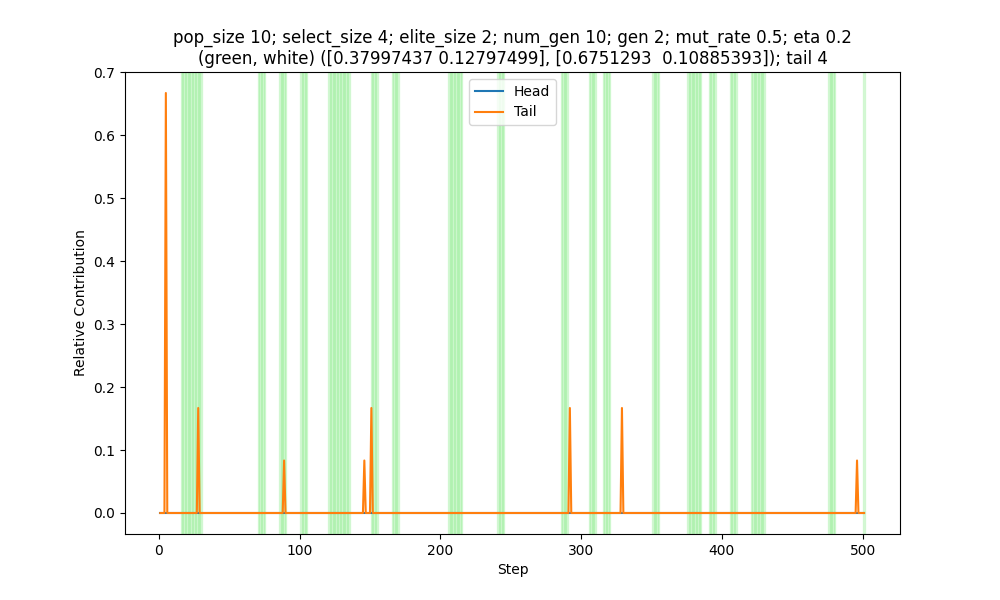 pop_size 10; select_size 4; elite_size 2; num_gen 10; gen 2; mut_rate 0.5; eta 0.2
(green, white) ([0.37997437 0.12797499], [0.6751293  0.10885393]); tail 4
Head
Tail
Relative Contribution
0.7
0.6
0.5
0.4
0.3
0.2
0.1
0.0
0
100
200
300
400
500
Step